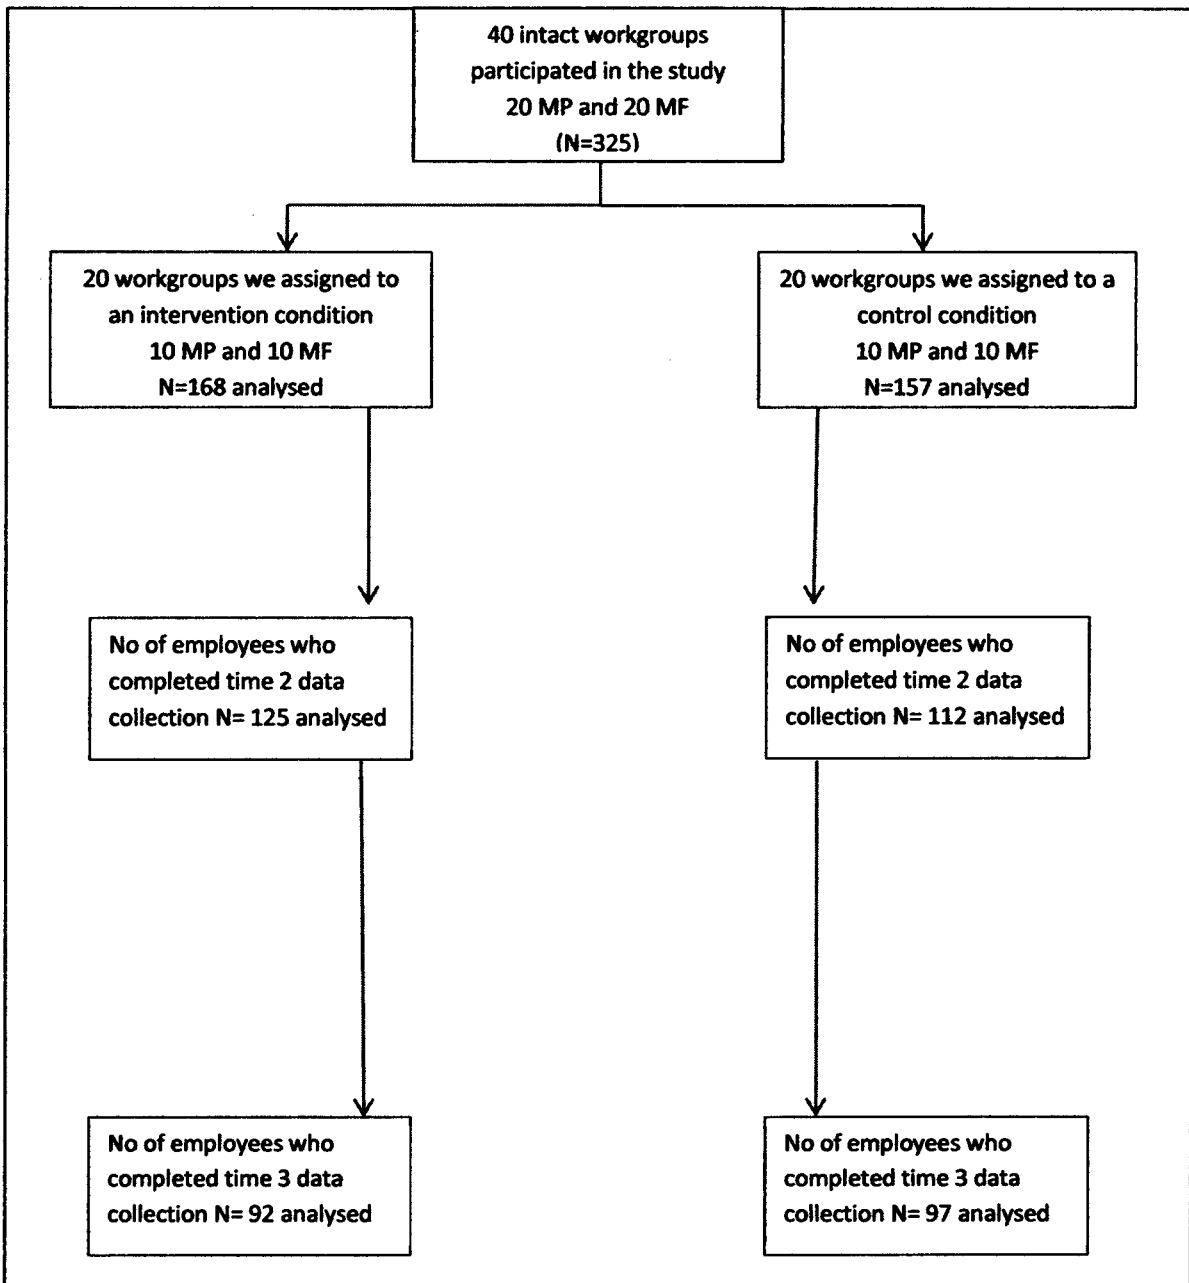 40 intact workgroups
participated in the study
20 MP and 20 MF
(N=325)
20 workgroups we assigned to
an intervention condition
10 MP and 10 MF
N=168 analysed
20 workgroups we assigned to a
control condition
10 MP and 10 MF
N=157 analysed
No of employees who
completed time 2 data
collection N= 125 analysed
No of employees who
completed time 2 data
collection N= 112 analysed
No of employees who
completed time 3 data
collection N= 92 analysed
No of employees who
completed time 3 data
collection N= 97 analysed